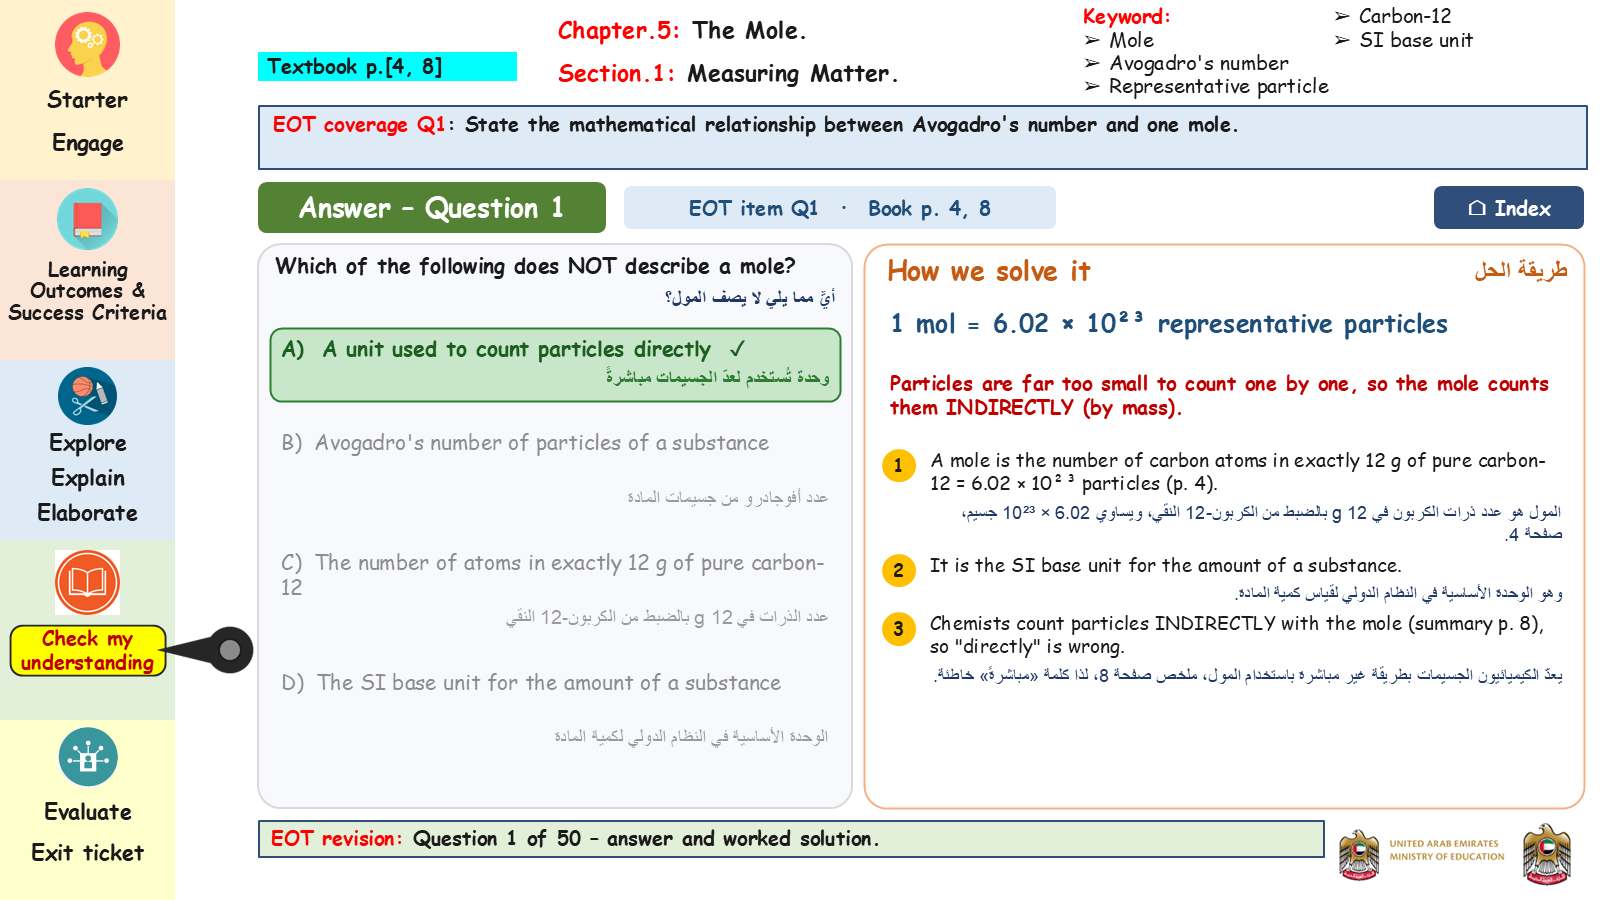 Starter
Engage
Learning
Outcomes &
Success Criteria
Explore
Explain
Elaborate
Check my
understanding
Evaluate
Exit ticket
Textbook p.[4, 8]
Chapter.5: The Mole.
Section.1: Measuring Matter.
Keyword:
➢ Mole
➢ Avogadro's number
➢ Representative particle
➢ Carbon-12
➢ SI base unit
EOT coverage Q1: State the mathematical relationship between Avogadro's number and one mole.
Answer – Question 1
EOT item Q1 · Book p. 4, 8
☖ Index
Which of the following does NOT describe a mole?
أيٌّ مما يلي لا يصف المول؟
A) A unit used to count particles directly ✓
وحدة تُستخدم لعدّ الجسيمات مباشرةً
B) Avogadro's number of particles of a substance
عدد أفوجادرو من جسيمات المادة
C) The number of atoms in exactly 12 g of pure carbon-
12
عدد الذرات في 12 g بالضبط من الكربون-12 النقي
D) The SI base unit for the amount of a substance
الوحدة الأساسية في النظام الدولي لكمية المادة
How we solve it
طريقة الحل
1 mol = 6.02 × 10²³ representative particles
Particles are far too small to count one by one, so the mole counts
them INDIRECTLY (by mass).
1
A mole is the number of carbon atoms in exactly 12 g of pure carbon-
12 = 6.02 × 10²³ particles (p. 4).
المول هو عدد ذرات الكربون في 12 g بالضبط من الكربون-12 النقي، ويساوي 6.02 × 10²³ جسيم،
صفحة 4.
2
It is the SI base unit for the amount of a substance.
وهو الوحدة الأساسية في النظام الدولي لقياس كمية المادة.
3
Chemists count particles INDIRECTLY with the mole (summary p. 8),
so "directly" is wrong.
يعدّ الكيميائيون الجسيمات بطريقة غير مباشرة باستخدام المول، ملخص صفحة 8، لذا كلمة «مباشرةً» خاطئة.
EOT revision: Question 1 of 50 – answer and worked solution.
UNITED ARAB EMIRATES
MINISTRY OF EDUCATION